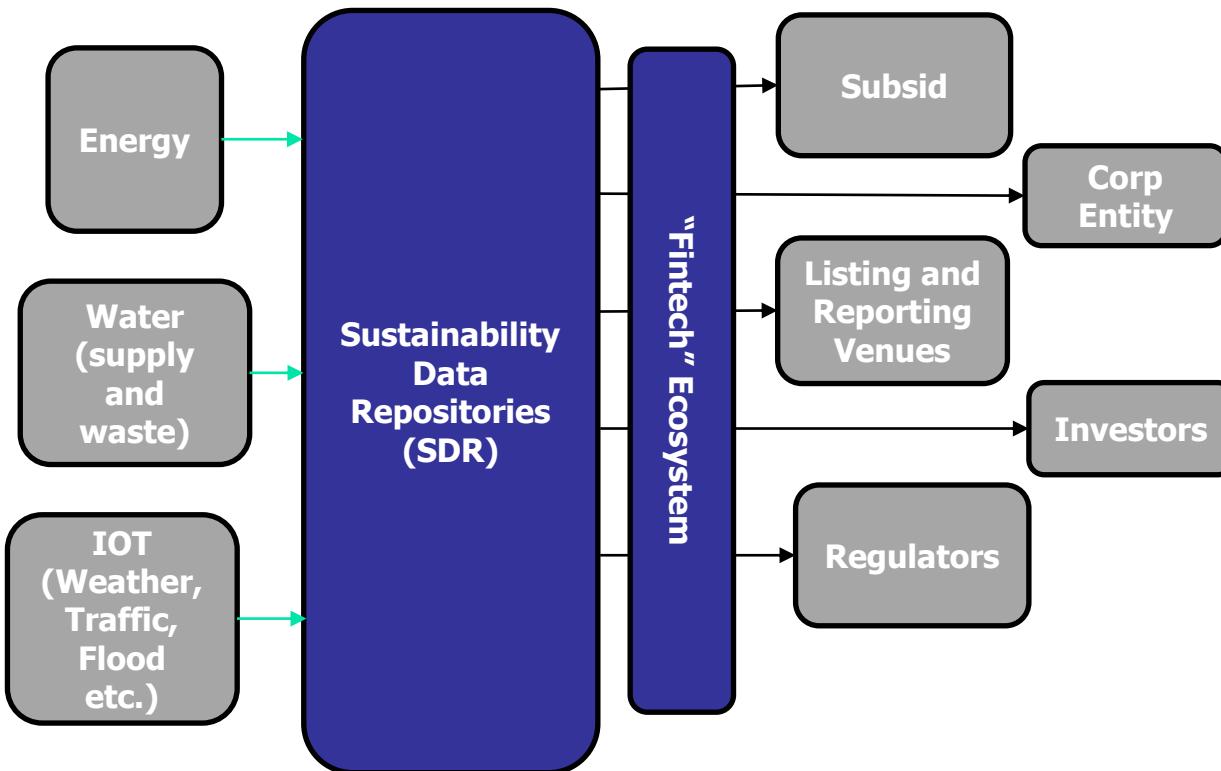 Energy
Water
(supply
and
waste)
IOT
(Weather,
Traffic,
Flood
etc.)
Sustainability
Data
Repositories
(SDR)
“Fintech” Ecosystem
Subsid
Corp
Entity
Listing and
Reporting
Venues
Investors
Regulators